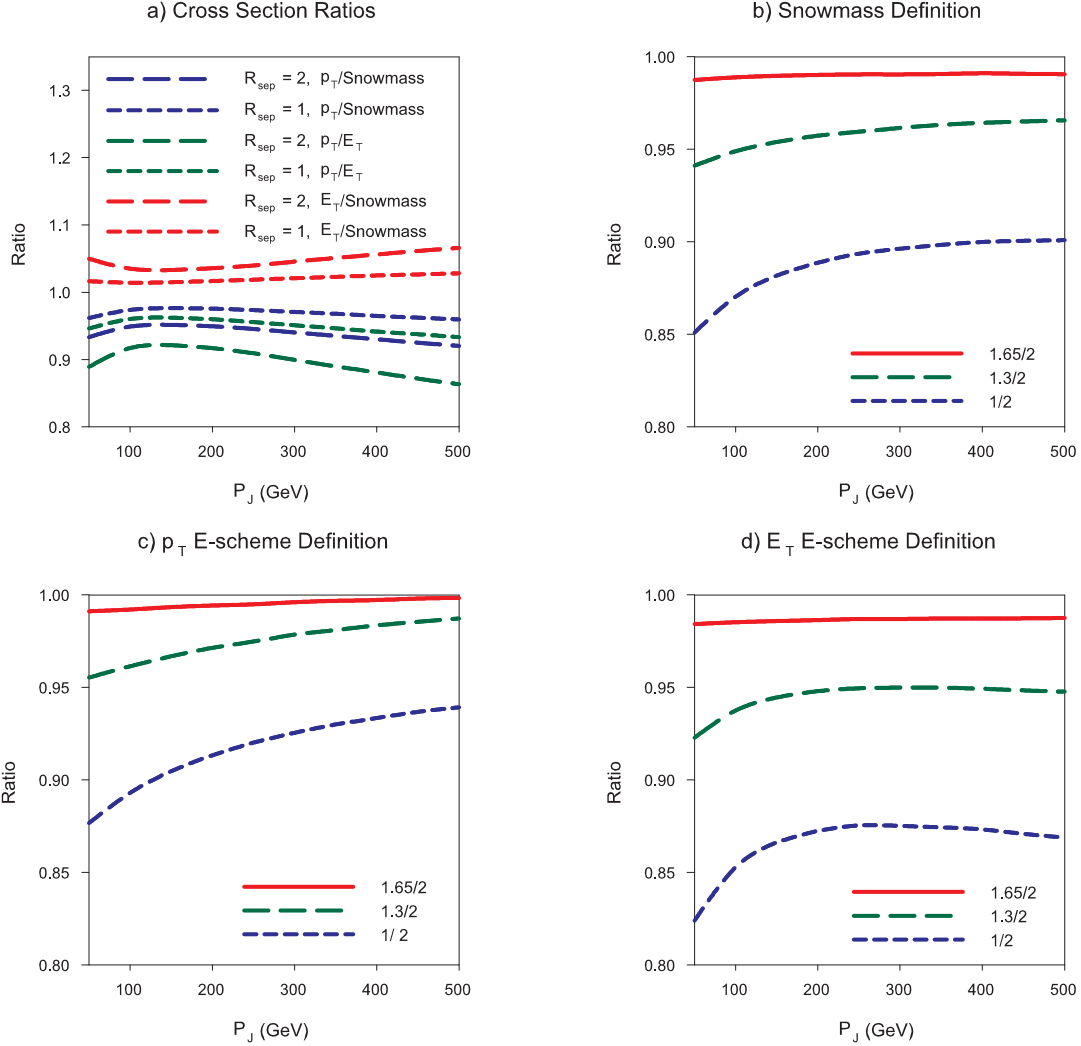 a) Cross Section Ratios
Ratio
1.3
1.2
1.1
1.0
0.9
0.8
R_sep = 2, p_T/Snowmass
R_sep = 1, p_T/Snowmass
R_sep = 2, p_T/E_T
R_sep = 1, p_T/E_T
R_sep = 2, E_T/Snowmass
R_sep = 1, E_T/Snowmass
100 200 300 400 500
P_J (GeV)
b) Snowmass Definition
Ratio
1.00
0.95
0.90
0.85
0.80
1.65/2
1.3/2
1/2
100 200 300 400 500
P_J (GeV)
c) p_T E-scheme Definition
Ratio
1.00
0.95
0.90
0.85
0.80
1.65/2
1.3/2
1/ 2
100 200 300 400 500
P_J (GeV)
d) E_T E-scheme Definition
Ratio
1.00
0.95
0.90
0.85
0.80
1.65/2
1.3/2
1/2
100 200 300 400 500
P_J (GeV)